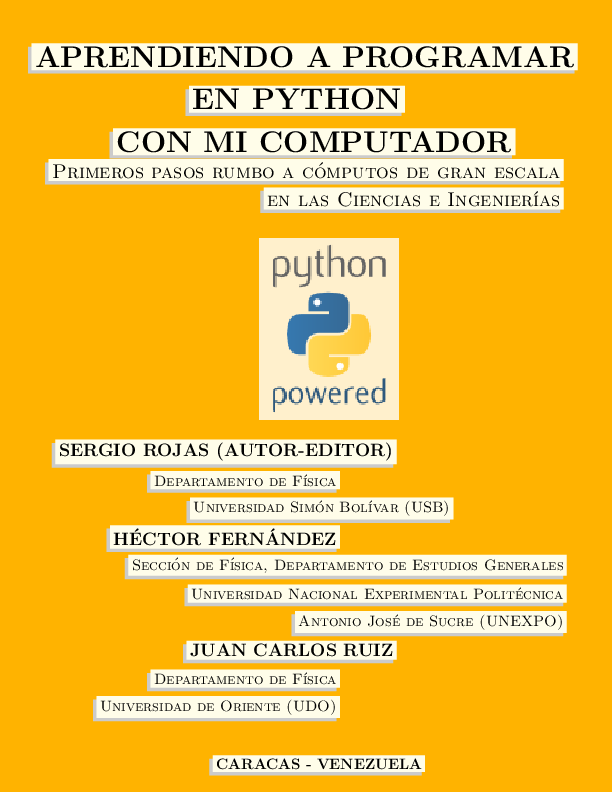 APRENDIENDO A PROGRAMAR
EN PYTHON
CON MI COMPUTADOR
Primeros pasos rumbo a cómputos de gran escala
en las Ciencias e Ingenierías
python
powered
SERGIO ROJAS (AUTOR-EDITOR)
Departamento de Física
Universidad Simón Bolívar (USB)
HÉCTOR FERNÁNDEZ
Sección de Física, Departamento de Estudios Generales
Universidad Nacional Experimental Politécnica
Antonio José de Sucre (UNEXPO)
JUAN CARLOS RUIZ
Departamento de Física
Universidad de Oriente (UDO)
CARACAS - VENEZUELA